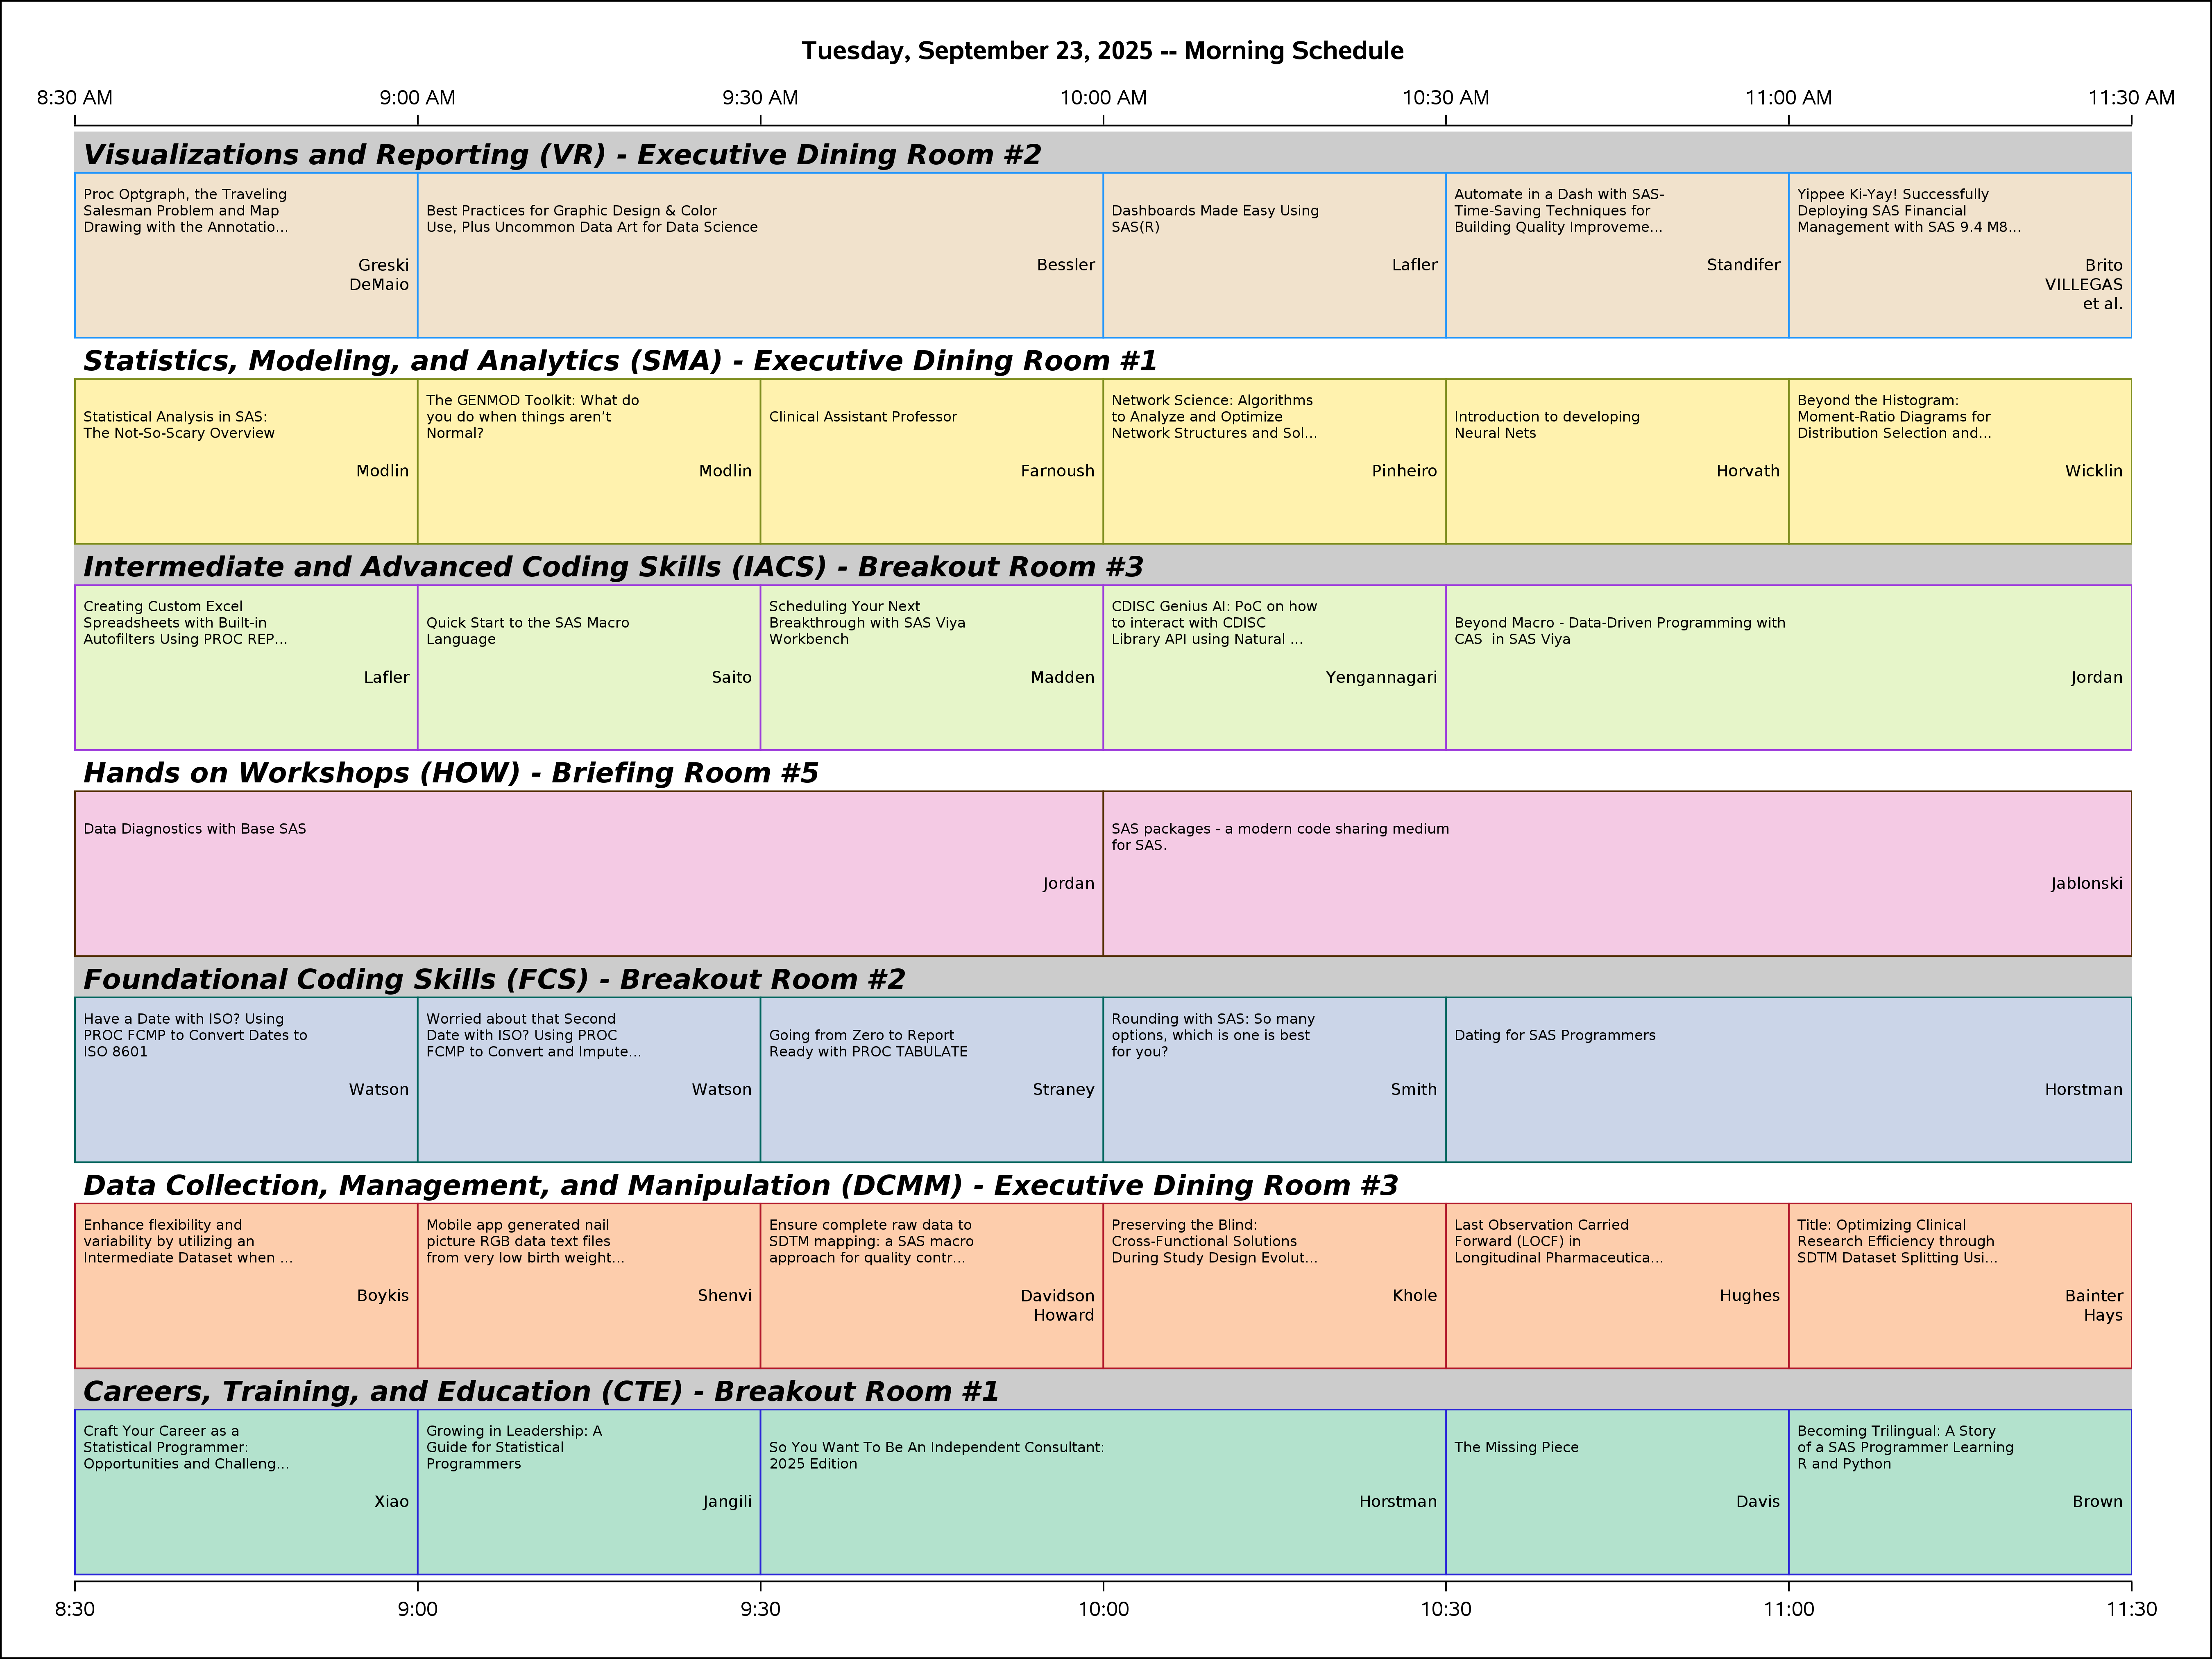 Tuesday, September 23, 2025 -- Morning Schedule
8:30 AM 9:00 AM 9:30 AM 10:00 AM 10:30 AM 11:00 AM 11:30 AM
Visualizations and Reporting (VR) - Executive Dining Room #2
Proc Optgraph, the Traveling
Salesman Problem and Map
Drawing with the Annotatio...
Greski
DeMaio
Best Practices for Graphic Design & Color
Use, Plus Uncommon Data Art for Data Science
Bessler
Dashboards Made Easy Using
SAS(R)
Lafler
Automate in a Dash with SAS-
Time-Saving Techniques for
Building Quality Improveme...
Standifer
Yippee Ki-Yay! Successfully
Deploying SAS Financial
Management with SAS 9.4 M8...
Brito
VILLEGAS
et al.
Statistics, Modeling, and Analytics (SMA) - Executive Dining Room #1
Statistical Analysis in SAS:
The Not-So-Scary Overview
Modlin
The GENMOD Toolkit: What do
you do when things aren't
Normal?
Modlin
Clinical Assistant Professor
Farnoush
Network Science: Algorithms
to Analyze and Optimize
Network Structures and Sol...
Pinheiro
Introduction to developing
Neural Nets
Horvath
Beyond the Histogram:
Moment-Ratio Diagrams for
Distribution Selection and...
Wicklin
Intermediate and Advanced Coding Skills (IACS) - Breakout Room #3
Creating Custom Excel
Spreadsheets with Built-in
Autofilters Using PROC REP...
Lafler
Quick Start to the SAS Macro
Language
Saito
Scheduling Your Next
Breakthrough with SAS Viya
Workbench
Madden
CDISC Genius AI: PoC on how
to interact with CDISC
Library API using Natural ...
Yengannagari
Beyond Macro - Data-Driven Programming with
CAS  in SAS Viya
Jordan
Hands on Workshops (HOW) - Briefing Room #5
Data Diagnostics with Base SAS
Jordan
SAS packages - a modern code sharing medium
for SAS.
Jablonski
Foundational Coding Skills (FCS) - Breakout Room #2
Have a Date with ISO? Using
PROC FCMP to Convert Dates to
ISO 8601
Watson
Worried about that Second
Date with ISO? Using PROC
FCMP to Convert and Impute...
Watson
Going from Zero to Report
Ready with PROC TABULATE
Straney
Rounding with SAS: So many
options, which is one is best
for you?
Smith
Dating for SAS Programmers
Horstman
Data Collection, Management, and Manipulation (DCMM) - Executive Dining Room #3
Enhance flexibility and
variability by utilizing an
Intermediate Dataset when ...
Boykis
Mobile app generated nail
picture RGB data text files
from very low birth weight...
Shenvi
Ensure complete raw data to
SDTM mapping: a SAS macro
approach for quality contr...
Davidson
Howard
Preserving the Blind:
Cross-Functional Solutions
During Study Design Evolut...
Khole
Last Observation Carried
Forward (LOCF) in
Longitudinal Pharmaceutica...
Hughes
Title: Optimizing Clinical
Research Efficiency through
SDTM Dataset Splitting Usi...
Bainter
Hays
Careers, Training, and Education (CTE) - Breakout Room #1
Craft Your Career as a
Statistical Programmer:
Opportunities and Challeng...
Xiao
Growing in Leadership: A
Guide for Statistical
Programmers
Jangili
So You Want To Be An Independent Consultant:
2025 Edition
Horstman
The Missing Piece
Davis
Becoming Trilingual: A Story
of a SAS Programmer Learning
R and Python
Brown
8:30 9:00 9:30 10:00 10:30 11:00 11:30